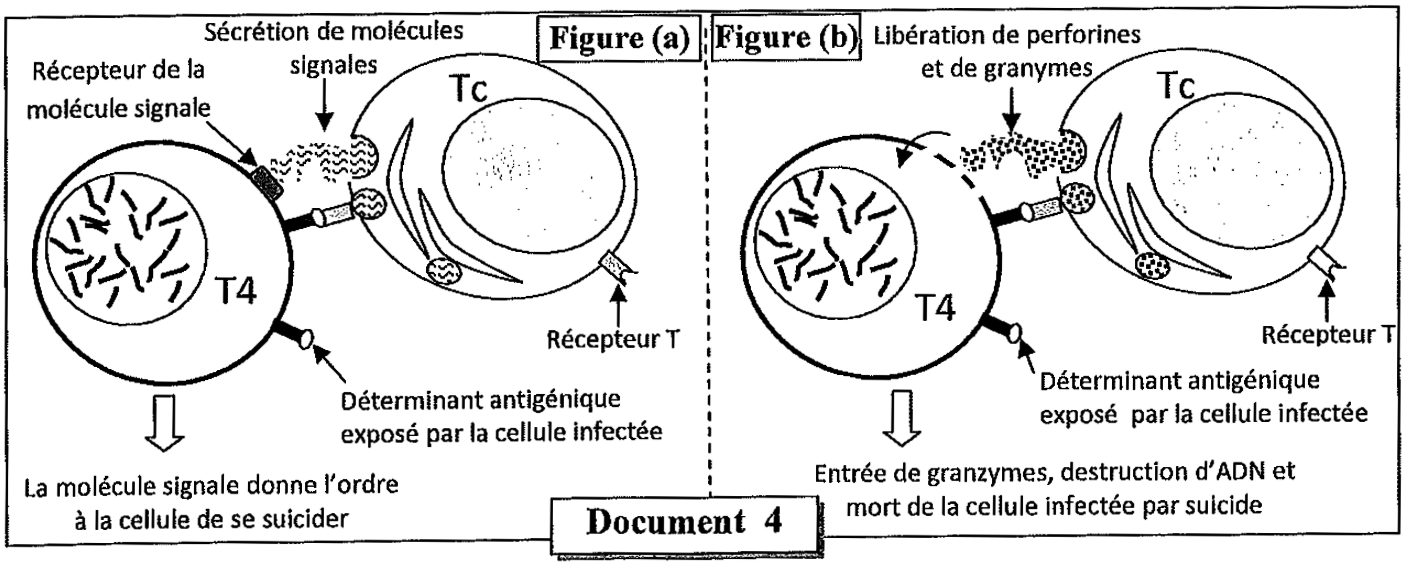 Figure (a)
Sécrétion de molécules
signales
Récepteur de la
molécule signale
Tc
T4
Récepteur T
Déterminant antigénique
exposé par la cellule infectée
La molécule signale donne l'ordre
à la cellule de se suicider
Figure (b)
Libération de perforines
et de granymes
Tc
T4
Récepteur T
Déterminant antigénique
exposé par la cellule infectée
Entrée de granzymes, destruction d'ADN et
mort de la cellule infectée par suicide
Document 4